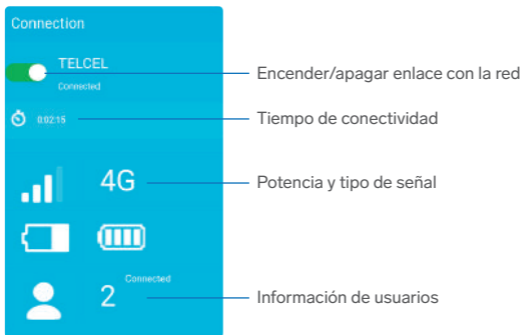 Connection
TELCEL
Connected
Encender/apagar enlace con la red
0:02:15
Tiempo de conectividad
4G
Potencia y tipo de señal
Connected
2
Información de usuarios